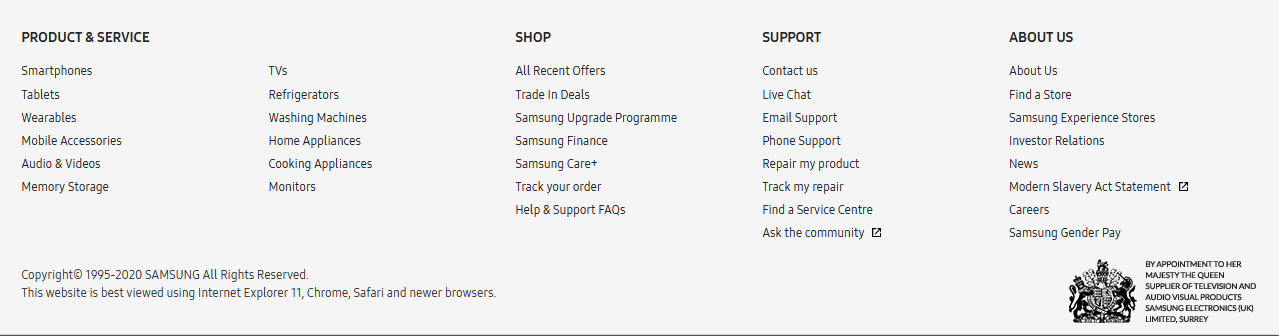 PRODUCT & SERVICE
Smartphones
Tablets
Wearables
Mobile Accessories
Audio & Videos
Memory Storage
TVs
Refrigerators
Washing Machines
Home Appliances
Cooking Appliances
Monitors
SHOP
All Recent Offers
Trade In Deals
Samsung Upgrade Programme
Samsung Finance
Samsung Care+
Track your order
Help & Support FAQs
SUPPORT
Contact us
Live Chat
Email Support
Phone Support
Repair my product
Track my repair
Find a Service Centre
Ask the community
ABOUT US
About Us
Find a Store
Samsung Experience Stores
Investor Relations
News
Modern Slavery Act Statement
Careers
Samsung Gender Pay
Copyright© 1995-2020 SAMSUNG All Rights Reserved.
This website is best viewed using Internet Explorer 11, Chrome, Safari and newer browsers.
BY APPOINTMENT TO HER
MAJESTY THE QUEEN
SUPPLIER OF TELEVISION AND
AUDIO VISUAL PRODUCTS
SAMSUNG ELECTRONICS (UK)
LIMITED, SURREY